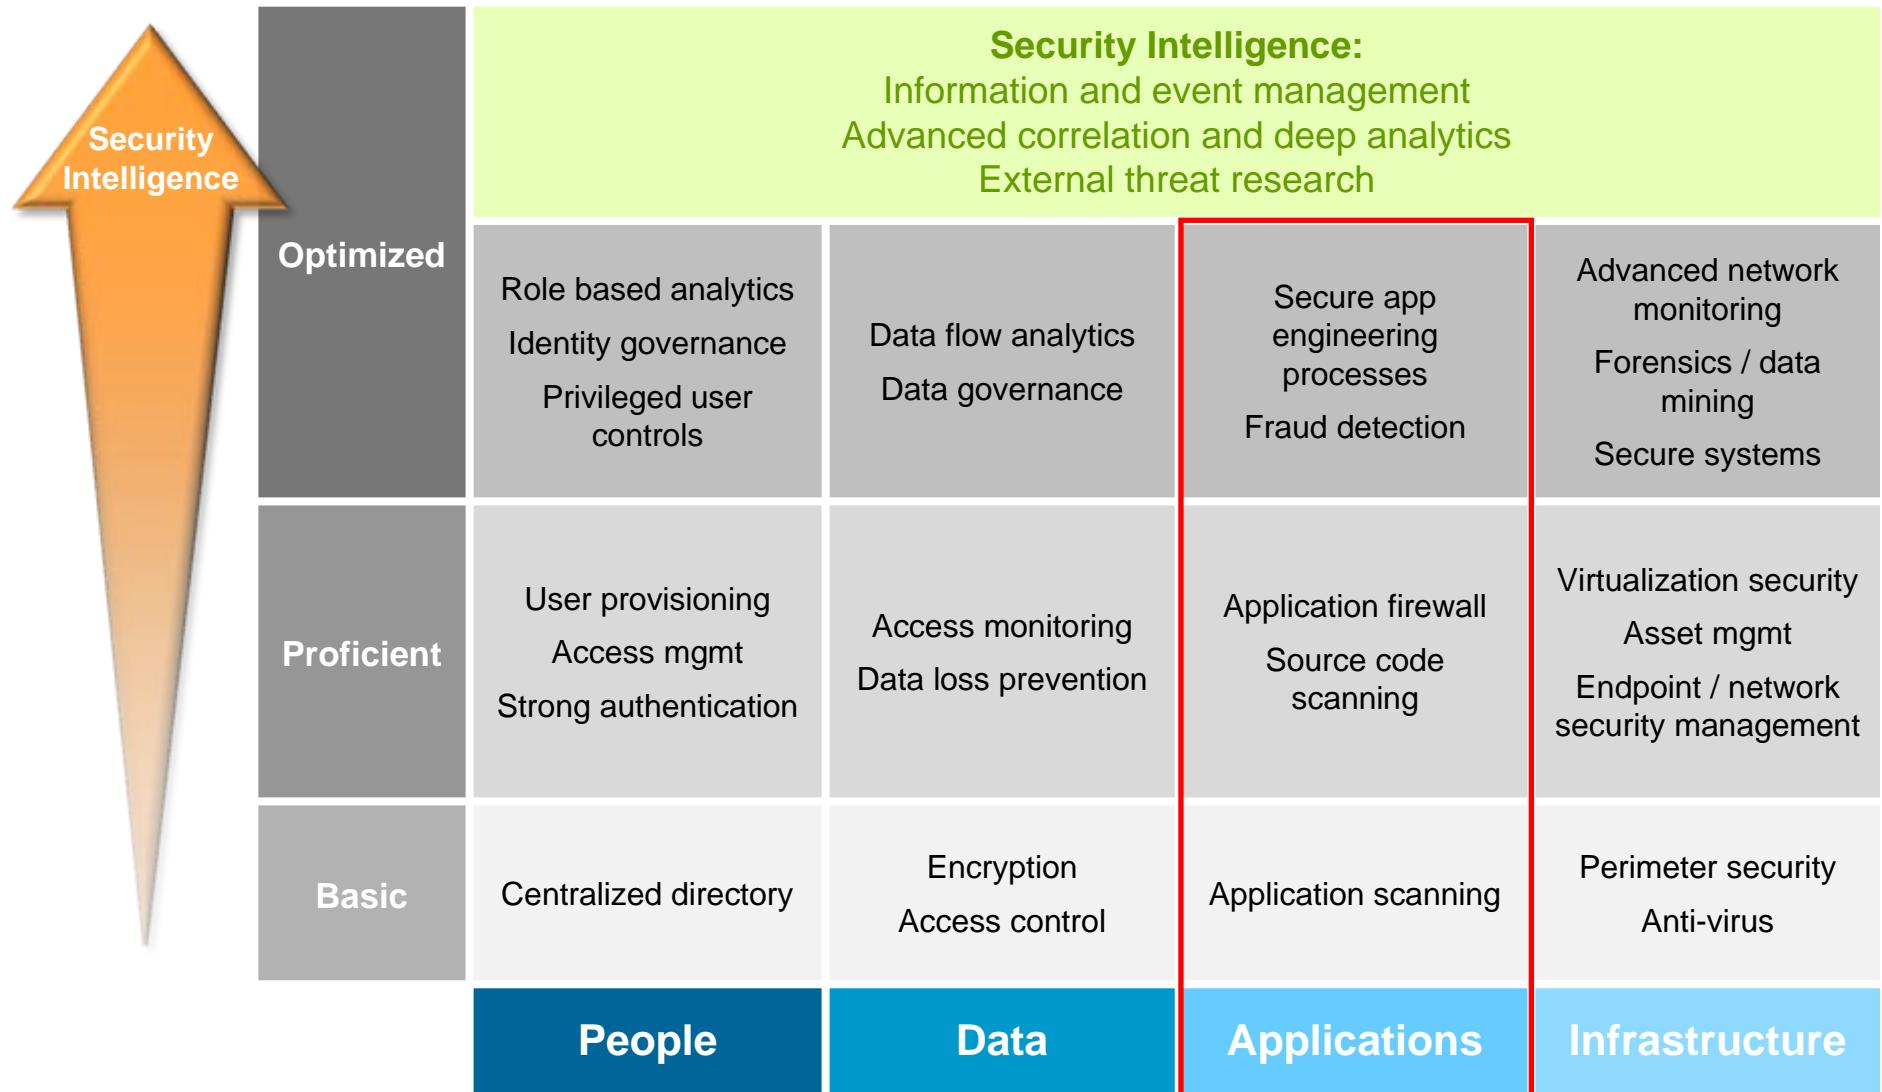 Security
Intelligence
Security Intelligence:
Information and event management
Advanced correlation and deep analytics
External threat research
Optimized
Role based analytics
Identity governance
Privileged user
controls
Data flow analytics
Data governance
Secure app
engineering
processes
Fraud detection
Advanced network
monitoring
Forensics / data
mining
Secure systems
Proficient
User provisioning
Access mgmt
Strong authentication
Access monitoring
Data loss prevention
Application firewall
Source code
scanning
Virtualization security
Asset mgmt
Endpoint / network
security management
Basic
Centralized directory
Encryption
Access control
Application scanning
Perimeter security
Anti-virus
People
Data
Applications
Infrastructure